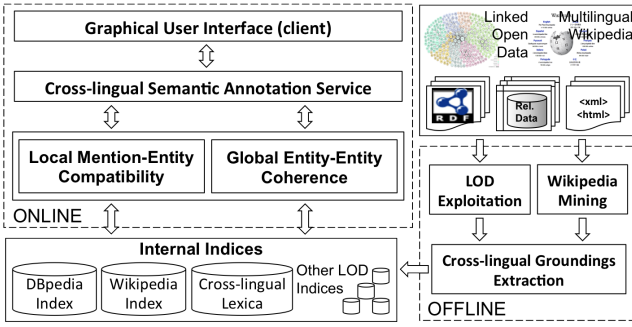 Graphical User Interface (client)
Cross-lingual Semantic Annotation Service
Local Mention-Entity
Compatibility
Global Entity-Entity
Coherence
ONLINE
Internal Indices
DBpedia
Index
Wikipedia
Index
Cross-lingual
Lexica
Other LOD
Indices
Linked
Open
Data
Multilingual
Wikipedia
RDF
Rel.
Data
<xml>
<html>
LOD
Exploitation
Wikipedia
Mining
Cross-lingual Groundings
Extraction
OFFLINE